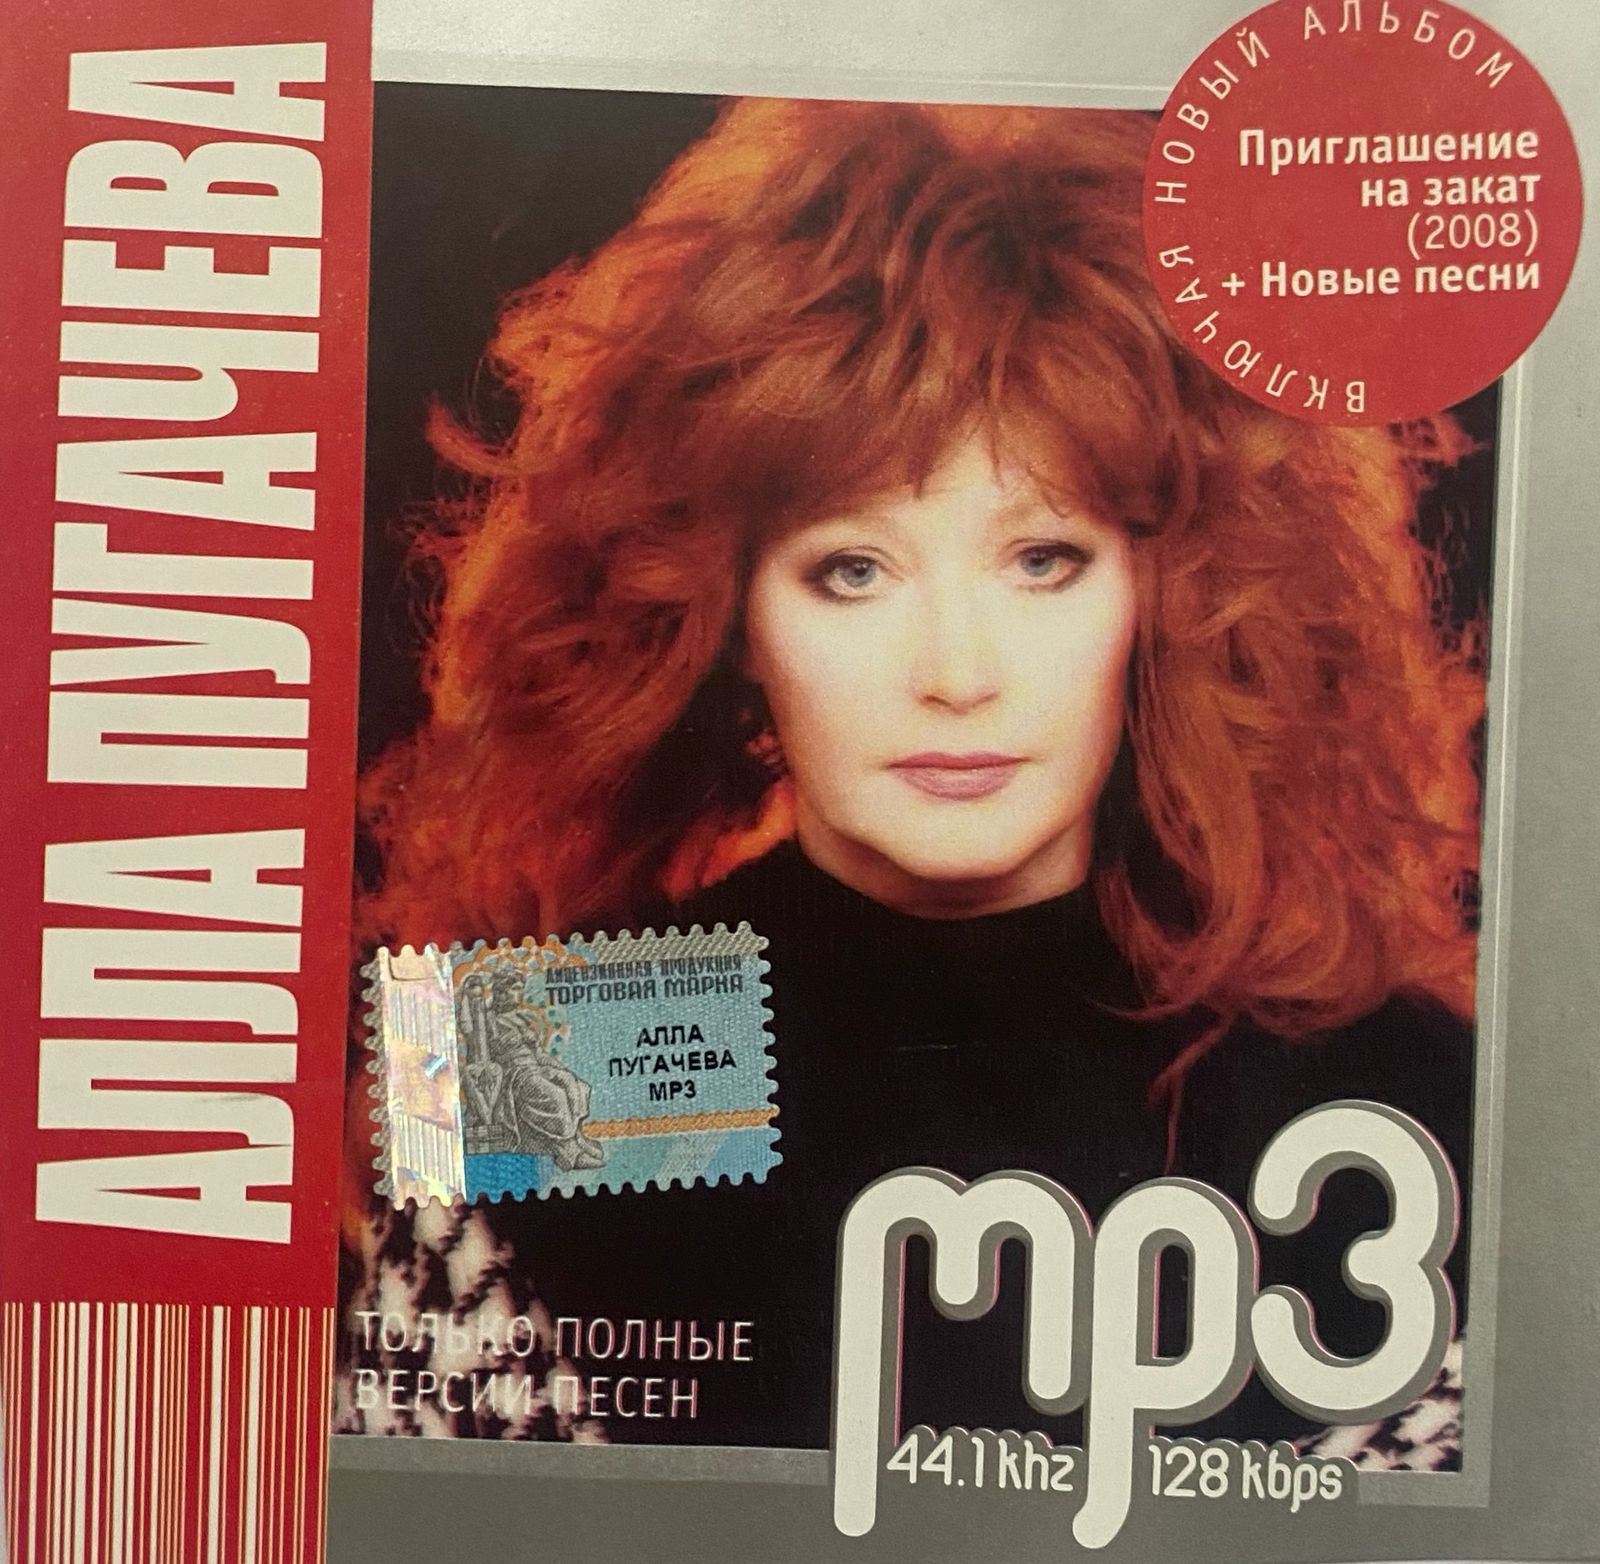 АЛЛА ПУГАЧЕВА
ВКЛЮЧАЯ НОВЫЙ АЛЬБОМ
Приглашение
на закат
(2008)
+ Новые песни
ЛИЦЕНЗИОННАЯ ПРОДУКЦИЯ
ТОРГОВАЯ МАРКА
АЛЛА
ПУГАЧЕВА
МР3
ТОЛЬКО ПОЛНЫЕ
ВЕРСИИ ПЕСЕН
mp3
44.1 khz 128 kbps